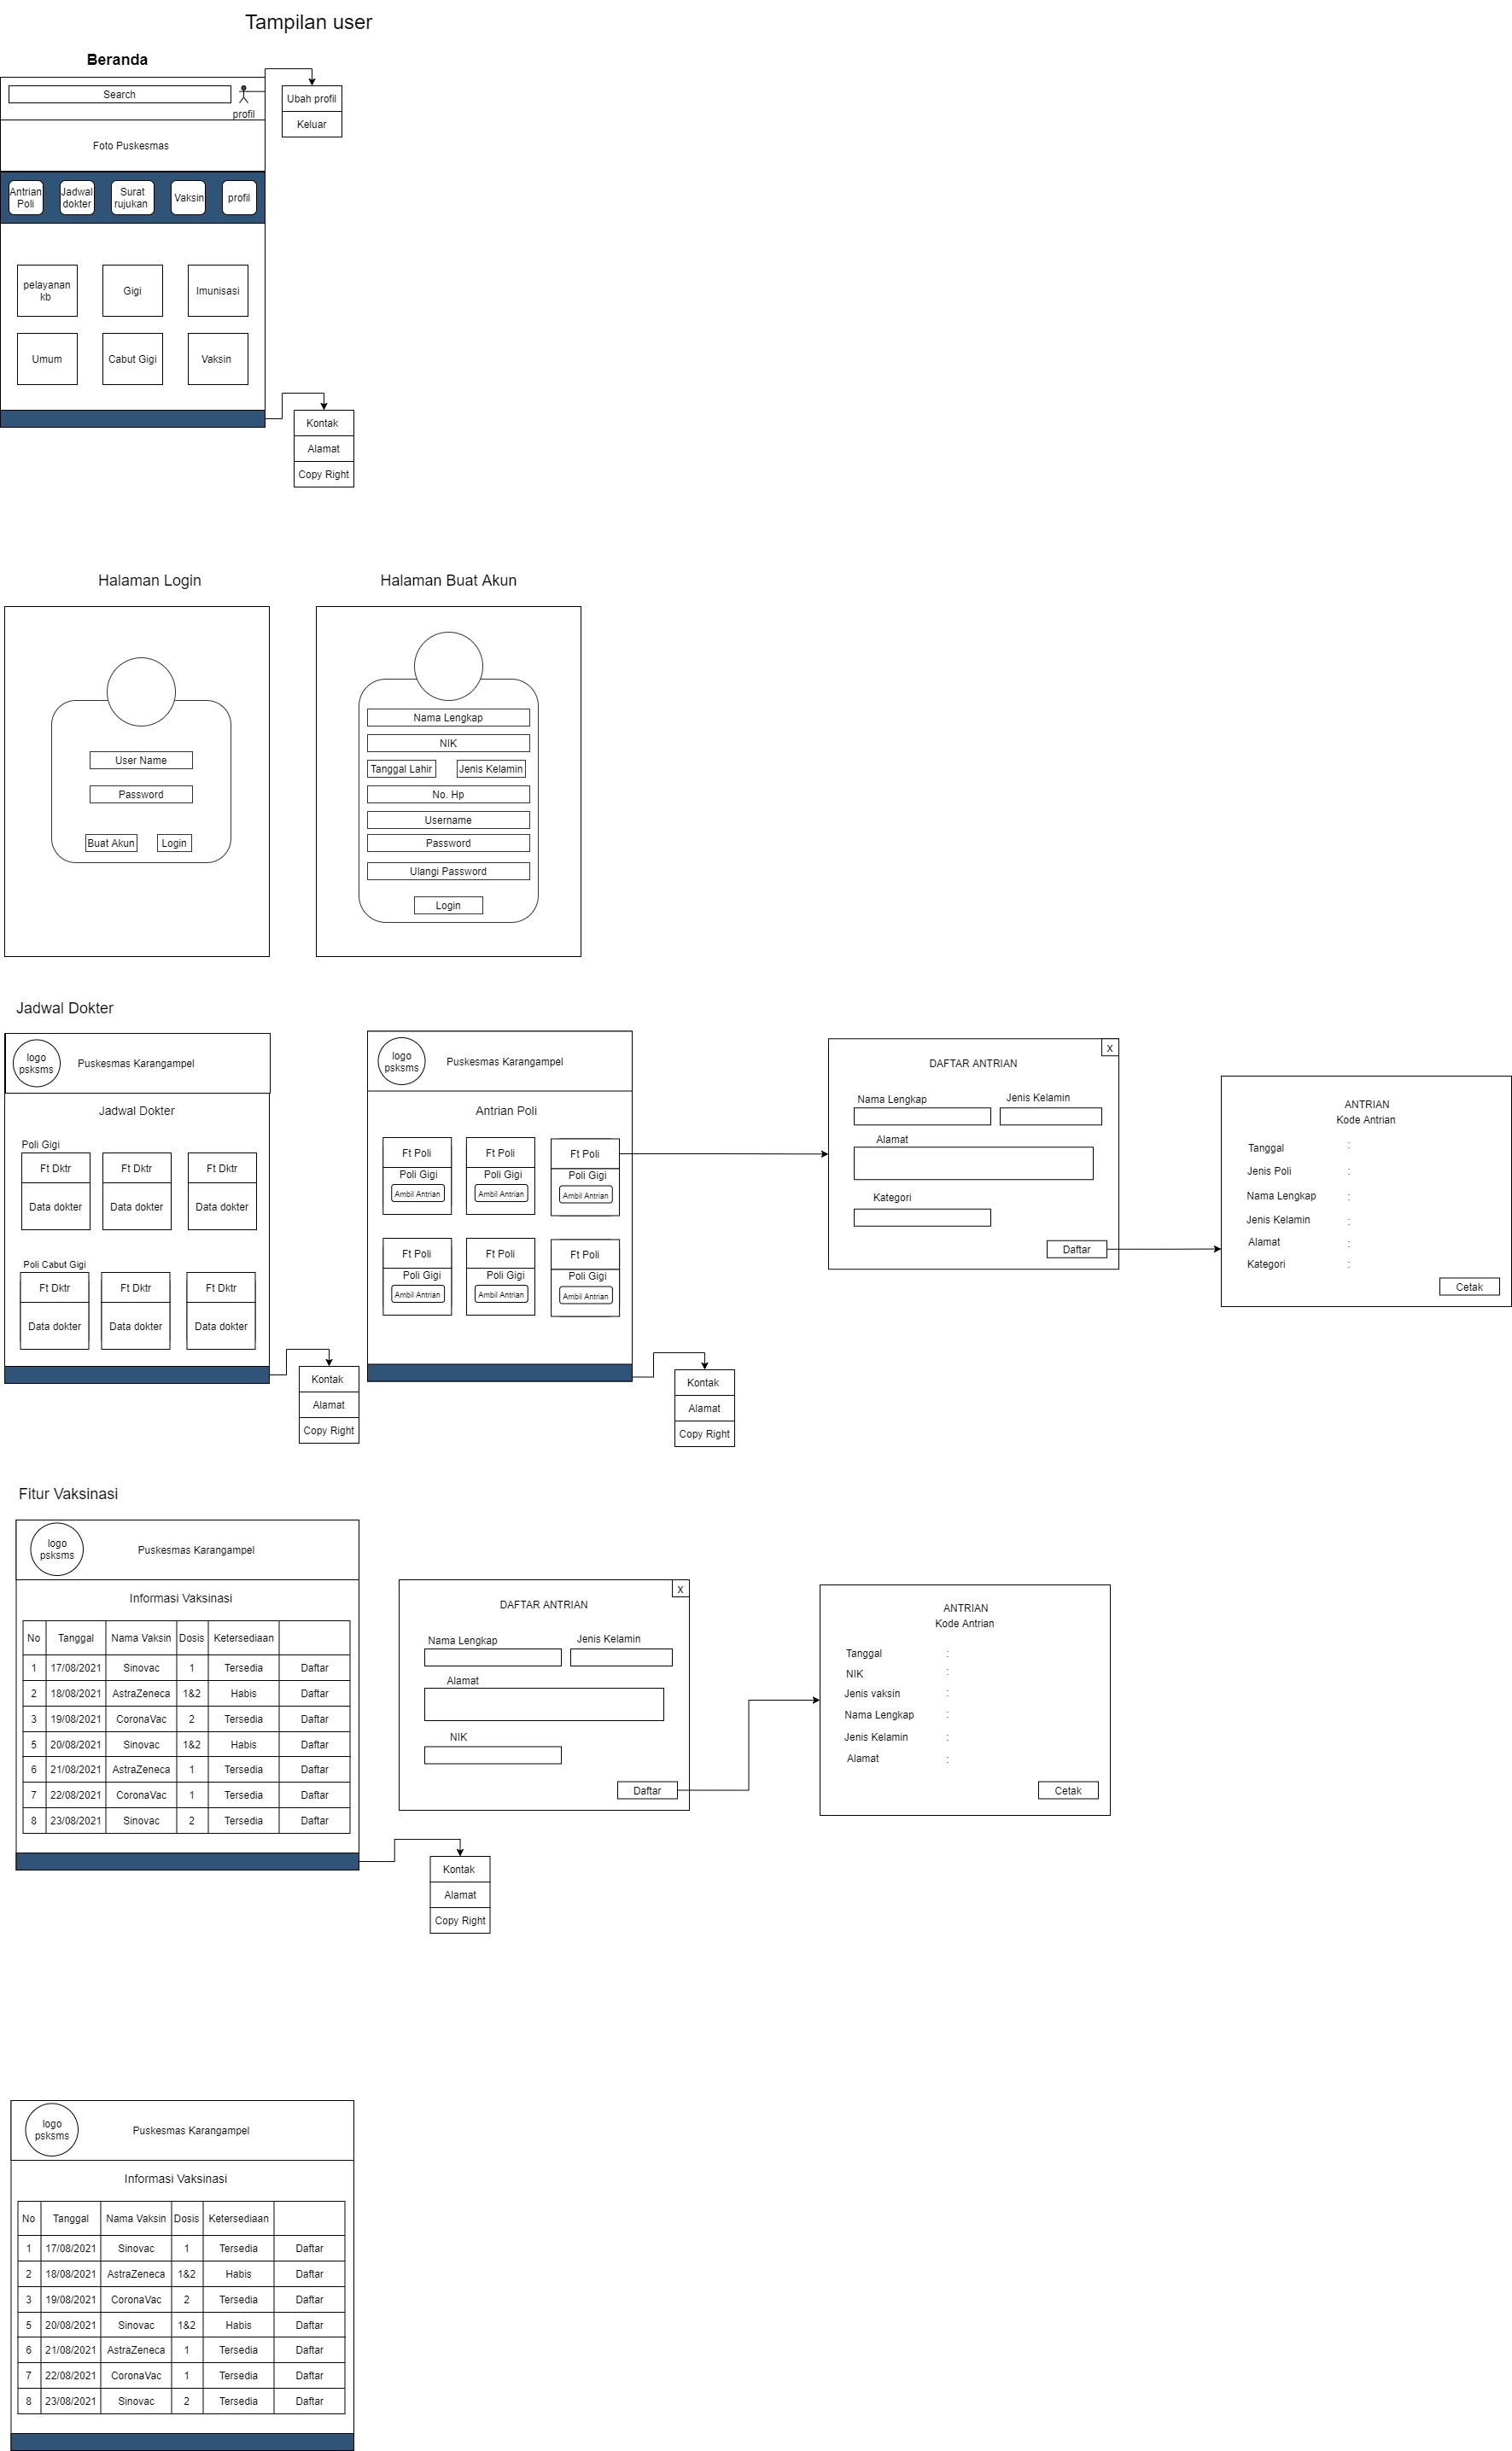 Tampilan user
Beranda
Search
profil
Ubah profil
Keluar
Foto Puskesmas
Antrian
Poli
Jadwal
dokter
Surat
rujukan
Vaksin
profil
pelayanan
kb
Gigi
Imunisasi
Umum
Cabut Gigi
Vaksin
Kontak
Alamat
Copy Right
Halaman Login
User Name
Password
Buat Akun
Login
Halaman Buat Akun
Nama Lengkap
NIK
Tanggal Lahir
Jenis Kelamin
No. Hp
Username
Password
Ulangi Password
Login
Jadwal Dokter
logo
psksms
Puskesmas Karangampel
Jadwal Dokter
Poli Gigi
Ft Dktr Ft Dktr Ft Dktr
Data dokter Data dokter Data dokter
Poli Cabut Gigi
Ft Dktr Ft Dktr Ft Dktr
Data dokter Data dokter Data dokter
Kontak
Alamat
Copy Right
logo
psksms
Puskesmas Karangampel
Antrian Poli
Ft Poli Ft Poli Ft Poli
Poli Gigi Poli Gigi Poli Gigi
Ambil Antrian Ambil Antrian Ambil Antrian
Ft Poli Ft Poli Ft Poli
Poli Gigi Poli Gigi Poli Gigi
Ambil Antrian Ambil Antrian Ambil Antrian
Kontak
Alamat
Copy Right
X
DAFTAR ANTRIAN
Nama Lengkap Jenis Kelamin
Alamat
Kategori
Daftar
ANTRIAN
Kode Antrian
Tanggal :
Jenis Poli :
Nama Lengkap :
Jenis Kelamin :
Alamat :
Kategori :
Cetak
Fitur Vaksinasi
logo
psksms
Puskesmas Karangampel
Informasi Vaksinasi
No Tanggal Nama Vaksin Dosis Ketersediaan
1 17/08/2021 Sinovac 1 Tersedia Daftar
2 18/08/2021 AstraZeneca 1&2 Habis Daftar
3 19/08/2021 CoronaVac 2 Tersedia Daftar
5 20/08/2021 Sinovac 1&2 Habis Daftar
6 21/08/2021 AstraZeneca 1 Tersedia Daftar
7 22/08/2021 CoronaVac 1 Tersedia Daftar
8 23/08/2021 Sinovac 2 Tersedia Daftar
Kontak
Alamat
Copy Right
X
DAFTAR ANTRIAN
Nama Lengkap Jenis Kelamin
Alamat
NIK
Daftar
ANTRIAN
Kode Antrian
Tanggal :
NIK :
Jenis vaksin :
Nama Lengkap :
Jenis Kelamin :
Alamat :
Cetak
logo
psksms
Puskesmas Karangampel
Informasi Vaksinasi
No Tanggal Nama Vaksin Dosis Ketersediaan
1 17/08/2021 Sinovac 1 Tersedia Daftar
2 18/08/2021 AstraZeneca 1&2 Habis Daftar
3 19/08/2021 CoronaVac 2 Tersedia Daftar
5 20/08/2021 Sinovac 1&2 Habis Daftar
6 21/08/2021 AstraZeneca 1 Tersedia Daftar
7 22/08/2021 CoronaVac 1 Tersedia Daftar
8 23/08/2021 Sinovac 2 Tersedia Daftar